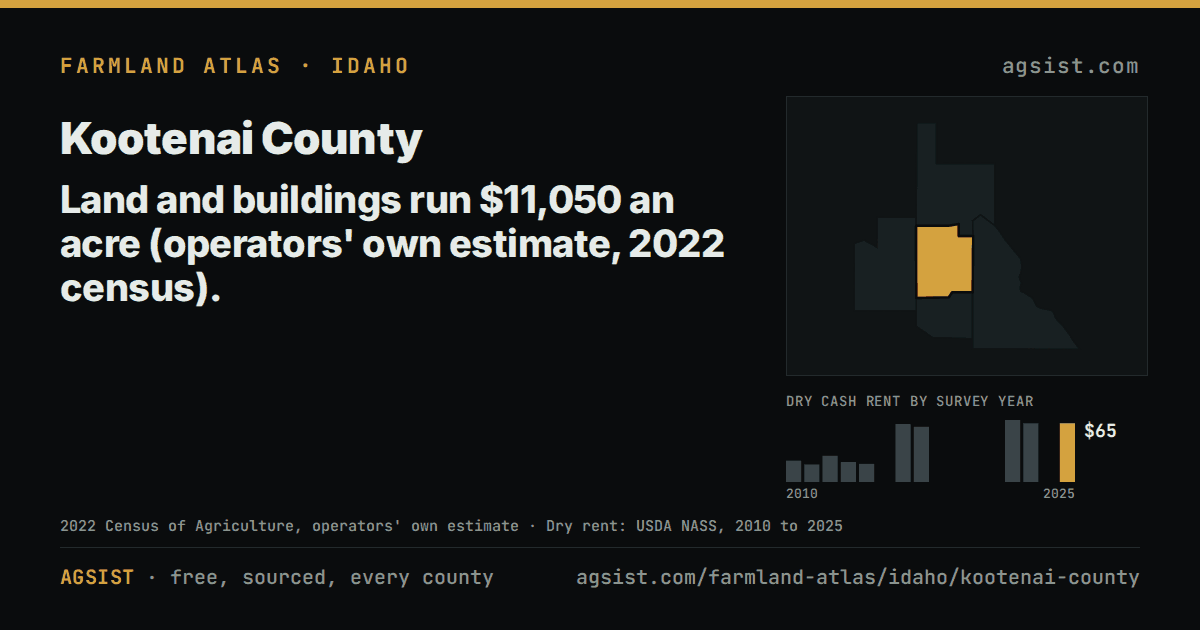 FARMLAND ATLAS · IDAHO
agsist.com
Kootenai County
Land and buildings run $11,050 an
acre (operators' own estimate, 2022
census).
DRY CASH RENT BY SURVEY YEAR
$65
2010
2025
2022 Census of Agriculture, operators' own estimate · Dry rent: USDA NASS, 2010 to 2025
AGSIST · free, sourced, every county
agsist.com/farmland-atlas/idaho/kootenai-county